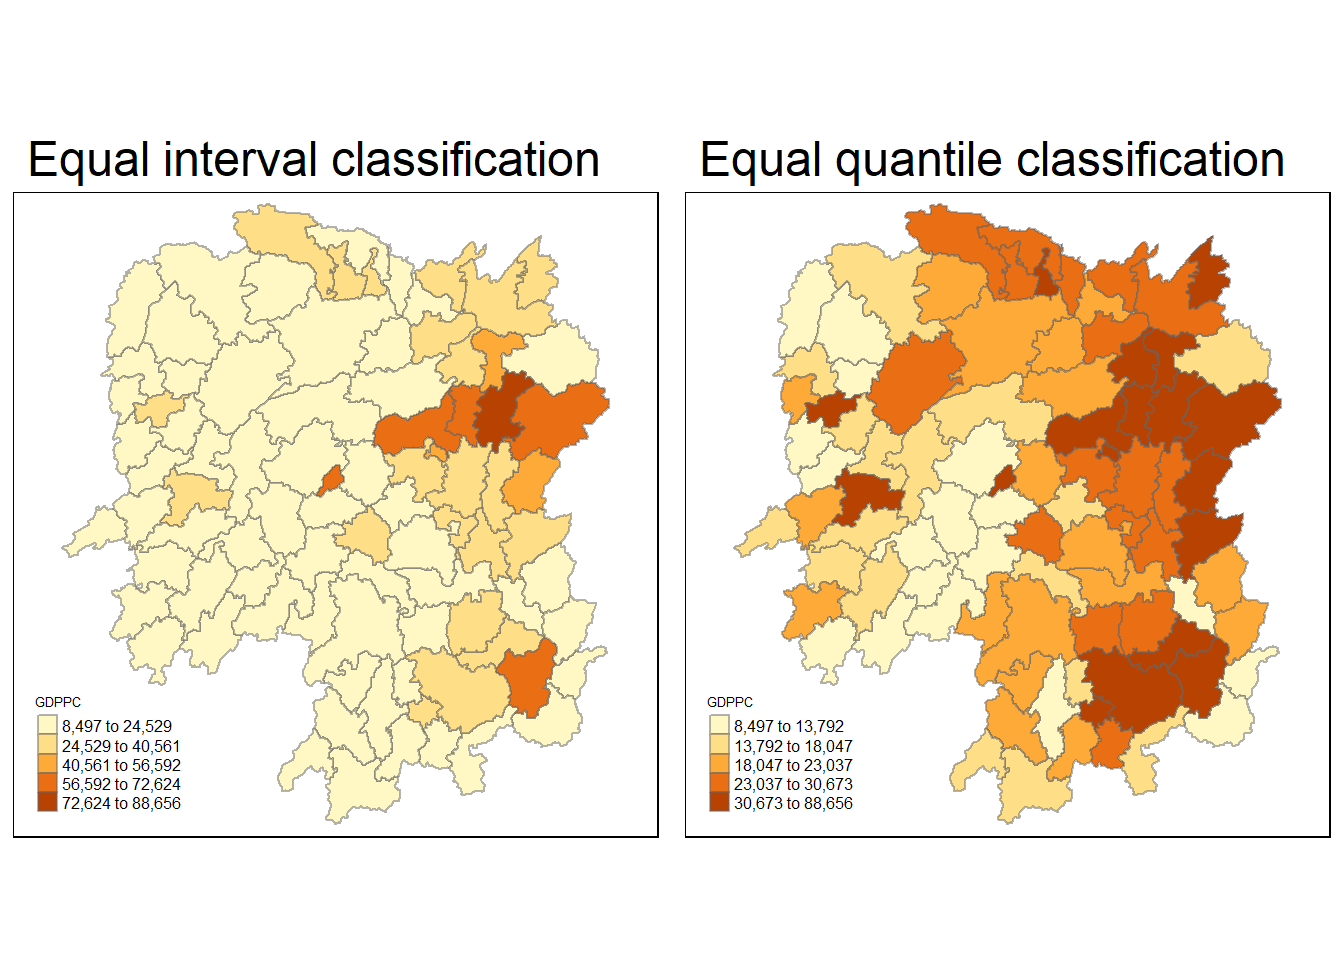 Equal interval classification
GDPPC
8,497 to 24,529
24,529 to 40,561
40,561 to 56,592
56,592 to 72,624
72,624 to 88,656
Equal quantile classification
GDPPC
8,497 to 13,792
13,792 to 18,047
18,047 to 23,037
23,037 to 30,673
30,673 to 88,656